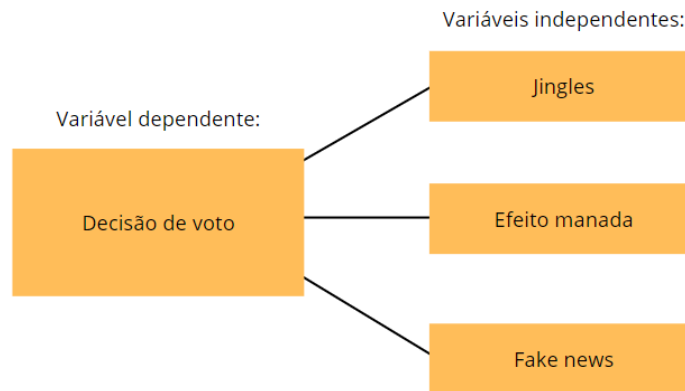 Variáveis independentes:
Jingles
Variável dependente:
Decisão de voto
Efeito manada
Fake news